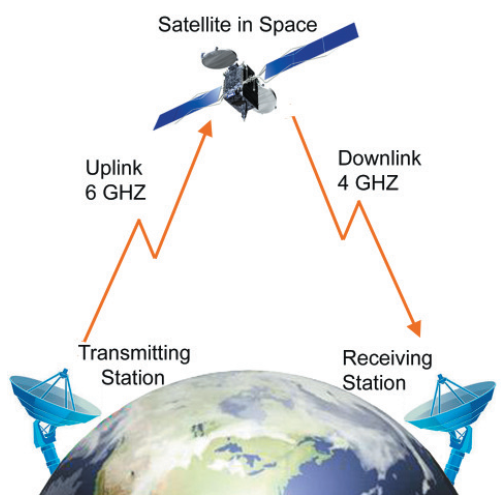 Satellite in Space
Uplink
6 GHZ
Downlink
4 GHZ
Transmitting
Station
Receiving
Station